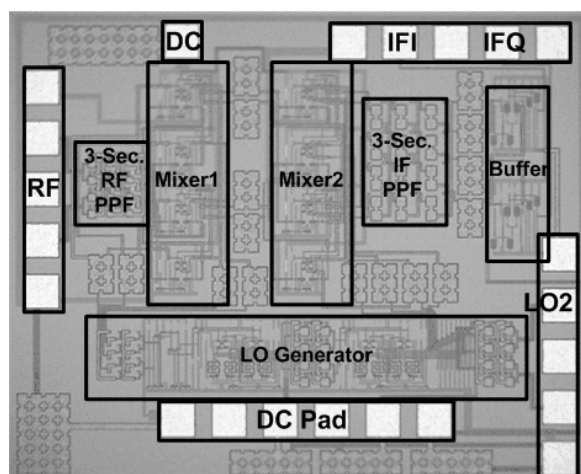 DC
IFI IFQ
RF
3-Sec.
RF
PPF
Mixer1
Mixer2
3-Sec.
IF
PPF
Buffer
LO2
LO Generator
DC Pad